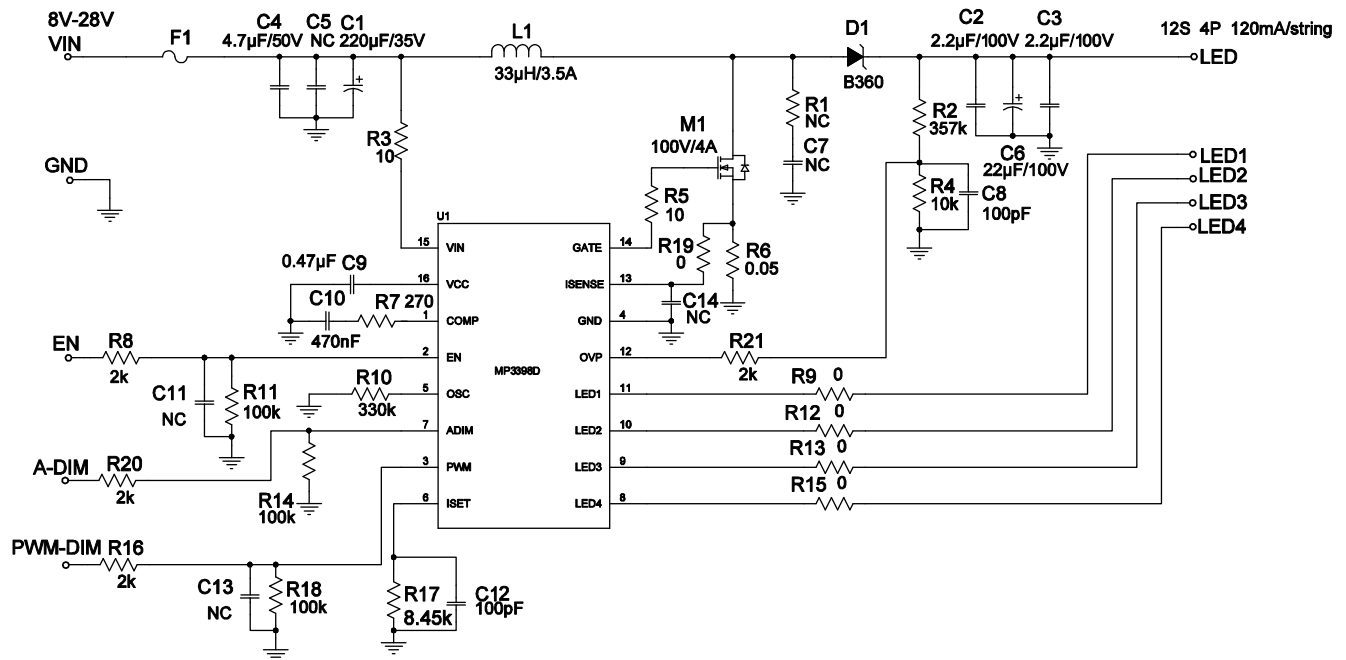 8V-28V
VIN
F1
C4
4.7µF/50V
C5
NC
C1
220µF/35V
L1
33µH/3.5A
D1
B360
C2
2.2µF/100V
C3
2.2µF/100V
12S 4P 120mA/string
LED
R3
10
M1
100V/4A
R1
NC
C7
NC
R2
357k
C6
22µF/100V
GND
R5
10
R4
10k
C8
100pF
LED1
LED2
LED3
LED4
U1
15 VIN
GATE 14
R19
0
R6
0.05
0.47µF C9
16 VCC
ISENSE 13
C10
470nF
R7 270
1 COMP
GND 4
C14
NC
EN
R8
2k
2 EN
OVP 12
R21
2k
MP3398D
C11
NC
R11
100k
R10
330k
5 OSC
LED1 11
R9 0
7 ADIM
LED2 10
R12 0
A-DIM
R20
2k
3 PWM
LED3 9
R13 0
R14
100k
6 ISET
LED4 8
R15 0
PWM-DIM
R16
2k
C13
NC
R18
100k
R17
8.45k
C12
100pF